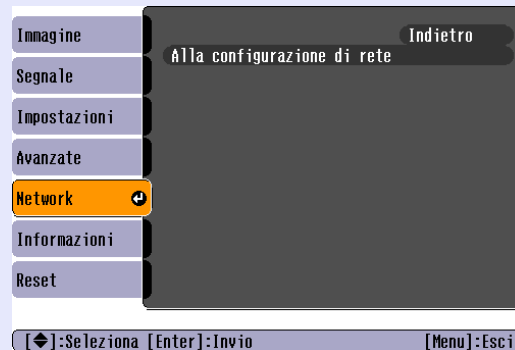 Immagine
Segnale
Impostazioni
Avanzate
Network
Informazioni
Reset
Indietro
Alla configurazione di rete
[◆]:Seleziona [Enter]:Invio [Menu]:Esci